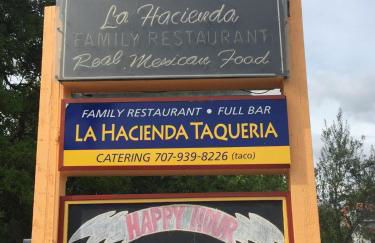 La Hacienda
FAMILY RESTAURANT
Real Mexican Food
FAMILY RESTAURANT • FULL BAR
LA HACIENDA TAQUERIA
CATERING 707-939-8226 (taco)
HAPPY HOUR